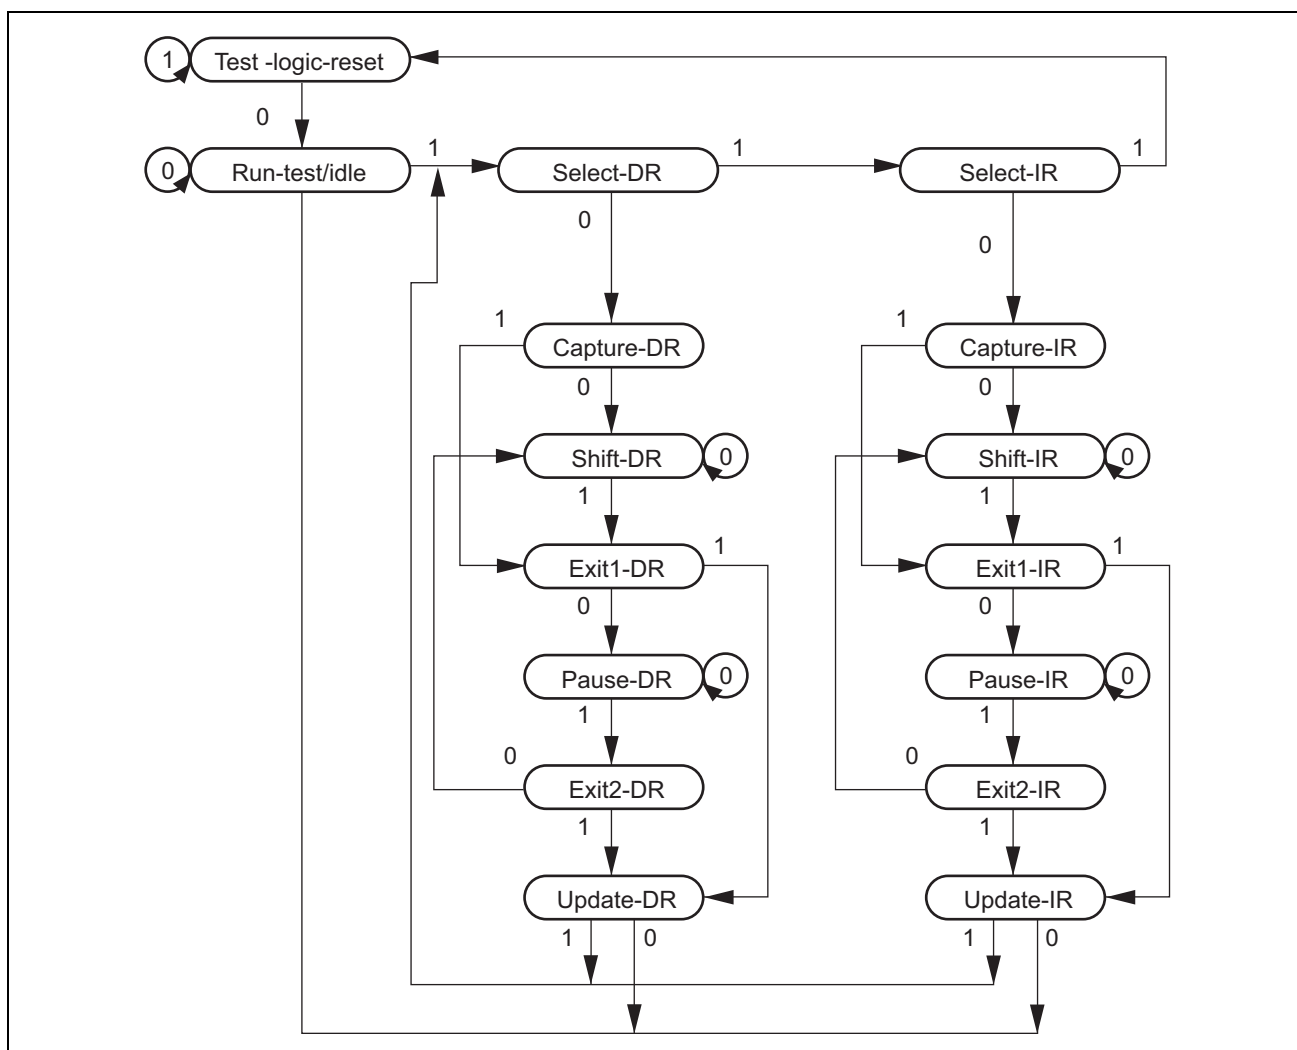 1 Test -logic-reset
0
0 Run-test/idle 1 Select-DR 1 Select-IR 1
0 0
1 1
Capture-DR Capture-IR
0 0
Shift-DR 0 Shift-IR 0
1 1
1 1
Exit1-DR Exit1-IR
0 0
Pause-DR 0 Pause-IR 0
1 1
0 0
Exit2-DR Exit2-IR
1 1
Update-DR Update-IR
1 0 1 0